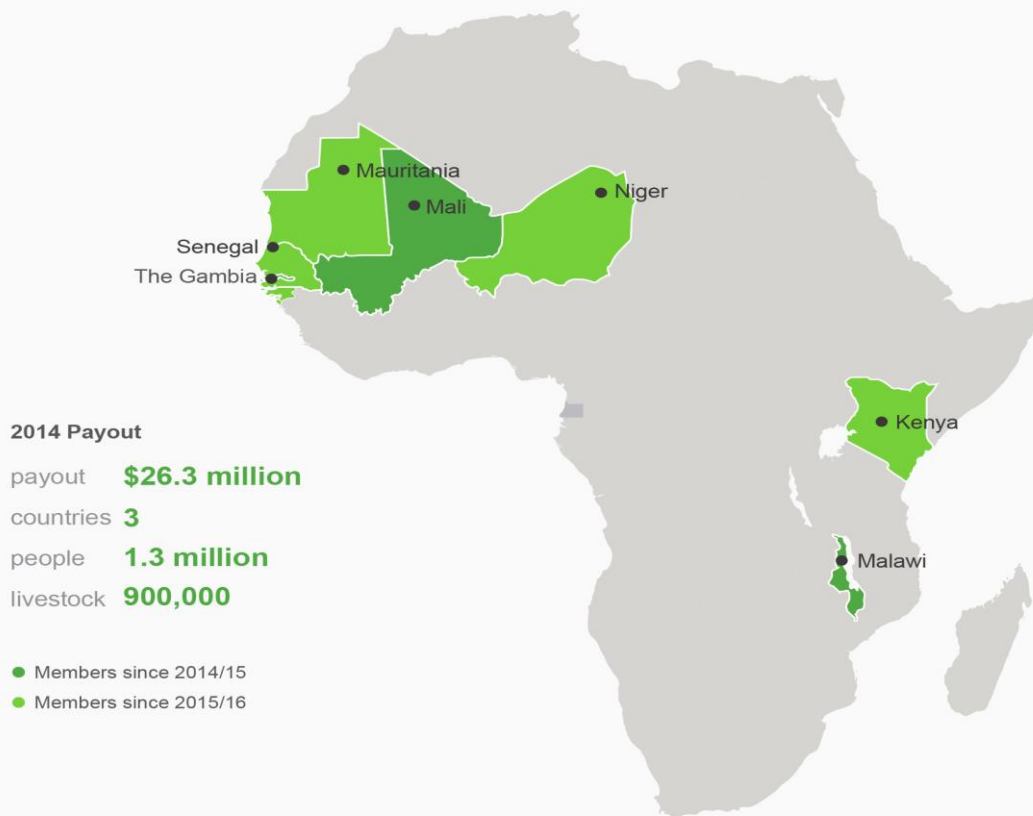 Mauritania
Mali
Niger
Senegal
The Gambia
Kenya
Malawi
2014 Payout
payout $26.3 million
countries 3
people 1.3 million
livestock 900,000
Members since 2014/15
Members since 2015/16